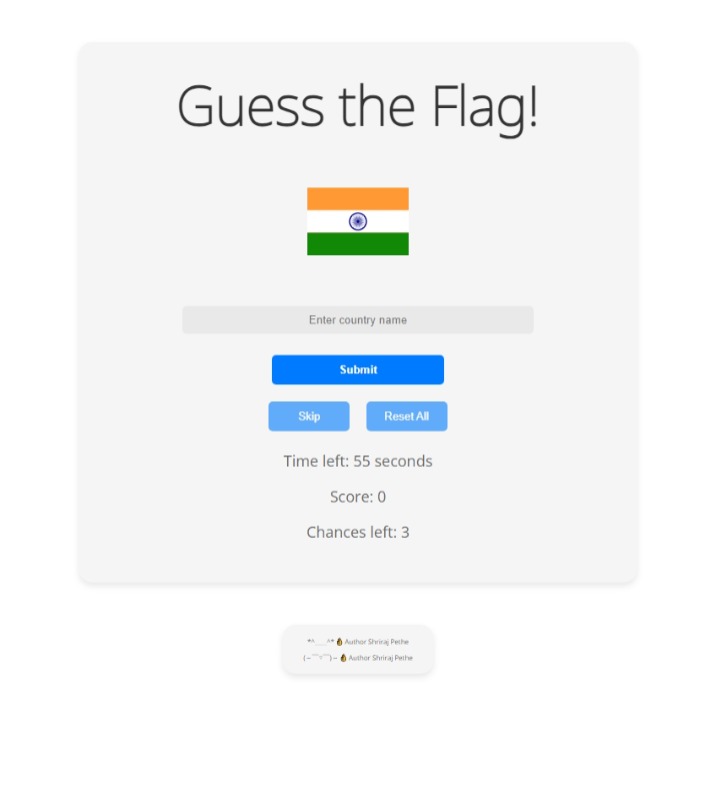 Guess the Flag!
Enter country name
Submit
Skip
Reset All
Time left: 55 seconds
Score: 0
Chances left: 3
*^____^* 👌 Author Shriraj Pethe
(~￣▽￣)~ 👌 Author Shriraj Pethe